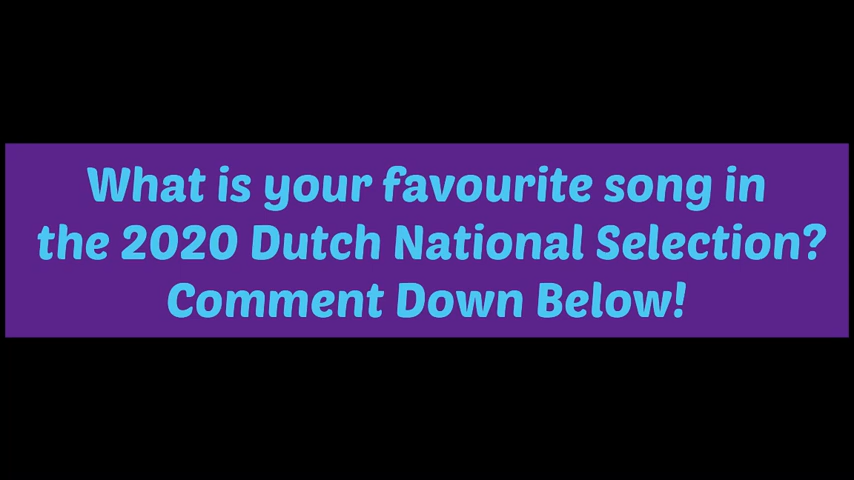 What is your favourite song in
the 2020 Dutch National Selection?
Comment Down Below!